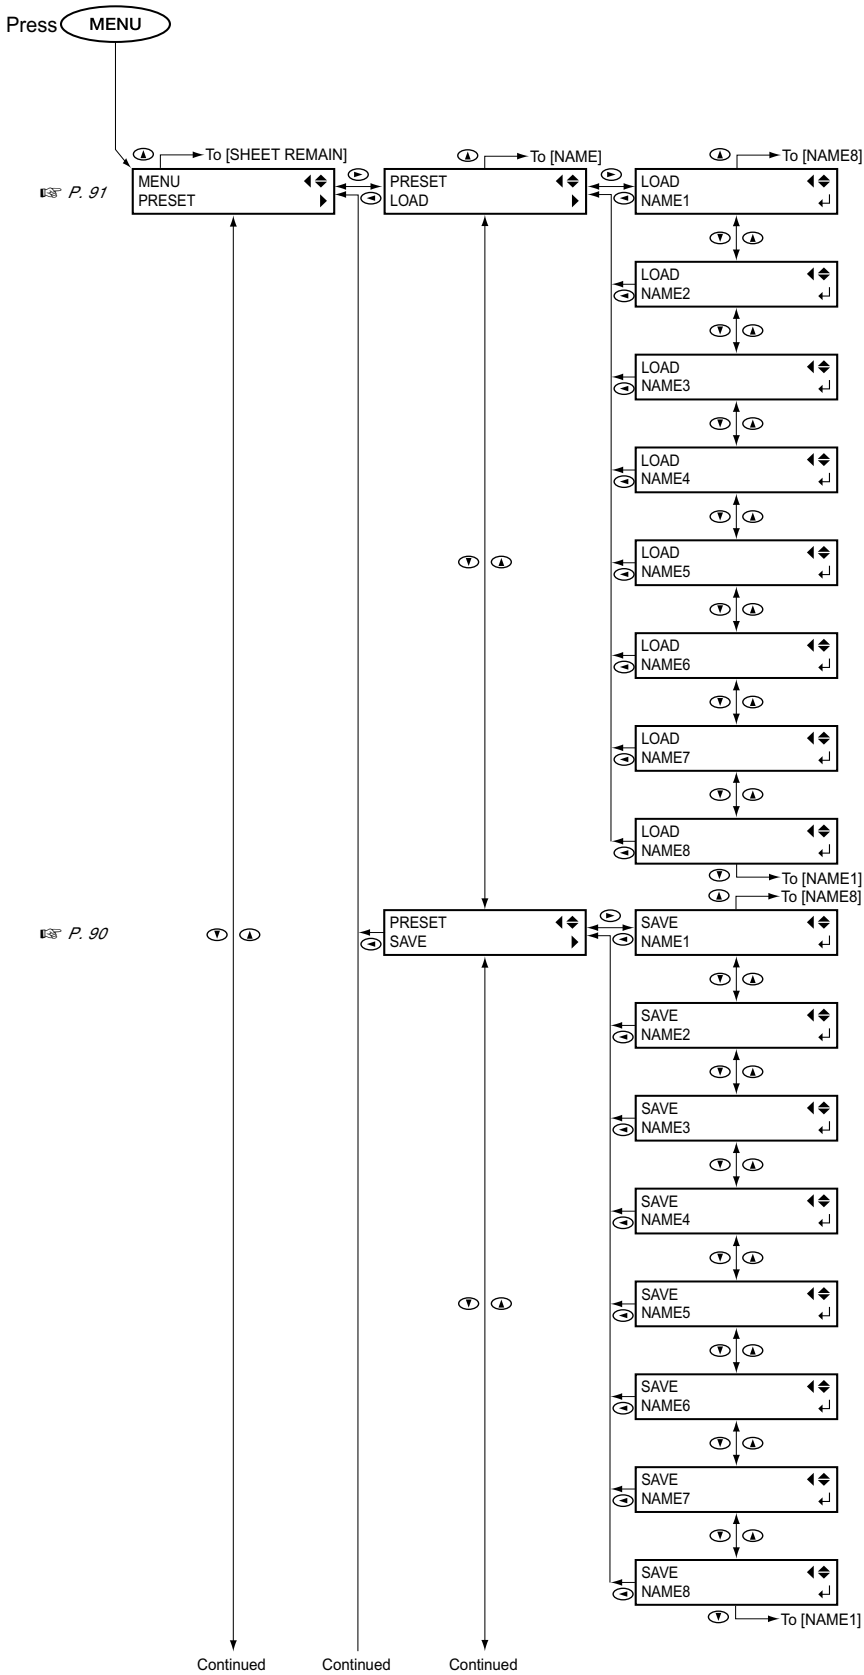 Press MENU
To [SHEET REMAIN]
To [NAME]
To [NAME8]
P. 91
MENU
PRESET
PRESET
LOAD
LOAD
NAME1
LOAD
NAME2
LOAD
NAME3
LOAD
NAME4
LOAD
NAME5
LOAD
NAME6
LOAD
NAME7
LOAD
NAME8
To [NAME1]
To [NAME8]
P. 90
PRESET
SAVE
SAVE
NAME1
SAVE
NAME2
SAVE
NAME3
SAVE
NAME4
SAVE
NAME5
SAVE
NAME6
SAVE
NAME7
SAVE
NAME8
To [NAME1]
Continued
Continued
Continued